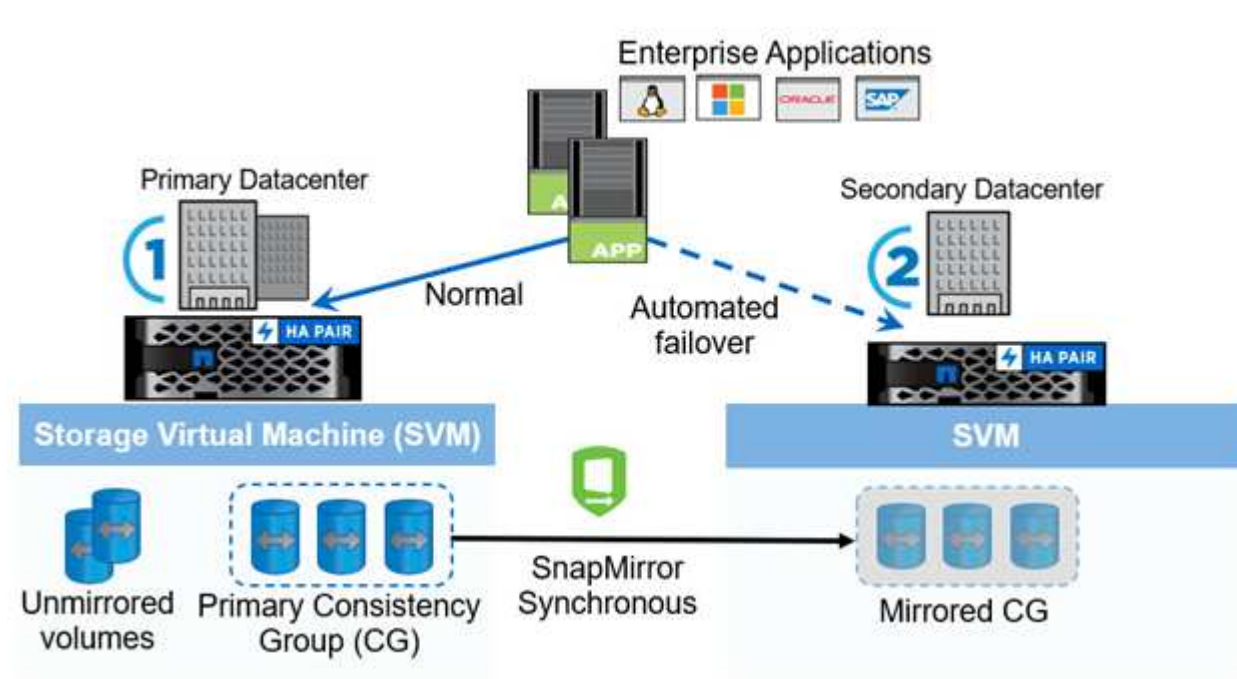 Enterprise Applications
ORACLE
SAP
Primary Datacenter
Secondary Datacenter
1
A
APP
2
Normal
Automated
failover
HA PAIR
HA PAIR
Storage Virtual Machine (SVM)
SVM
SnapMirror
Synchronous
Unmirrored
volumes
Primary Consistency
Group (CG)
Mirrored CG